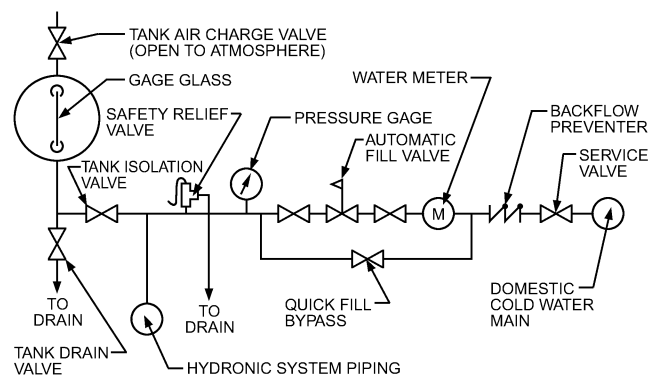 TANK AIR CHARGE VALVE
(OPEN TO ATMOSPHERE)
GAGE GLASS
WATER METER
SAFETY RELIEF
VALVE
PRESSURE GAGE
BACKFLOW
PREVENTER
AUTOMATIC
FILL VALVE
SERVICE
VALVE
TANK ISOLATION
VALVE
M
TO
DRAIN
TO
DRAIN
QUICK FILL
BYPASS
DOMESTIC
COLD WATER
MAIN
TANK DRAIN
VALVE
HYDRONIC SYSTEM PIPING